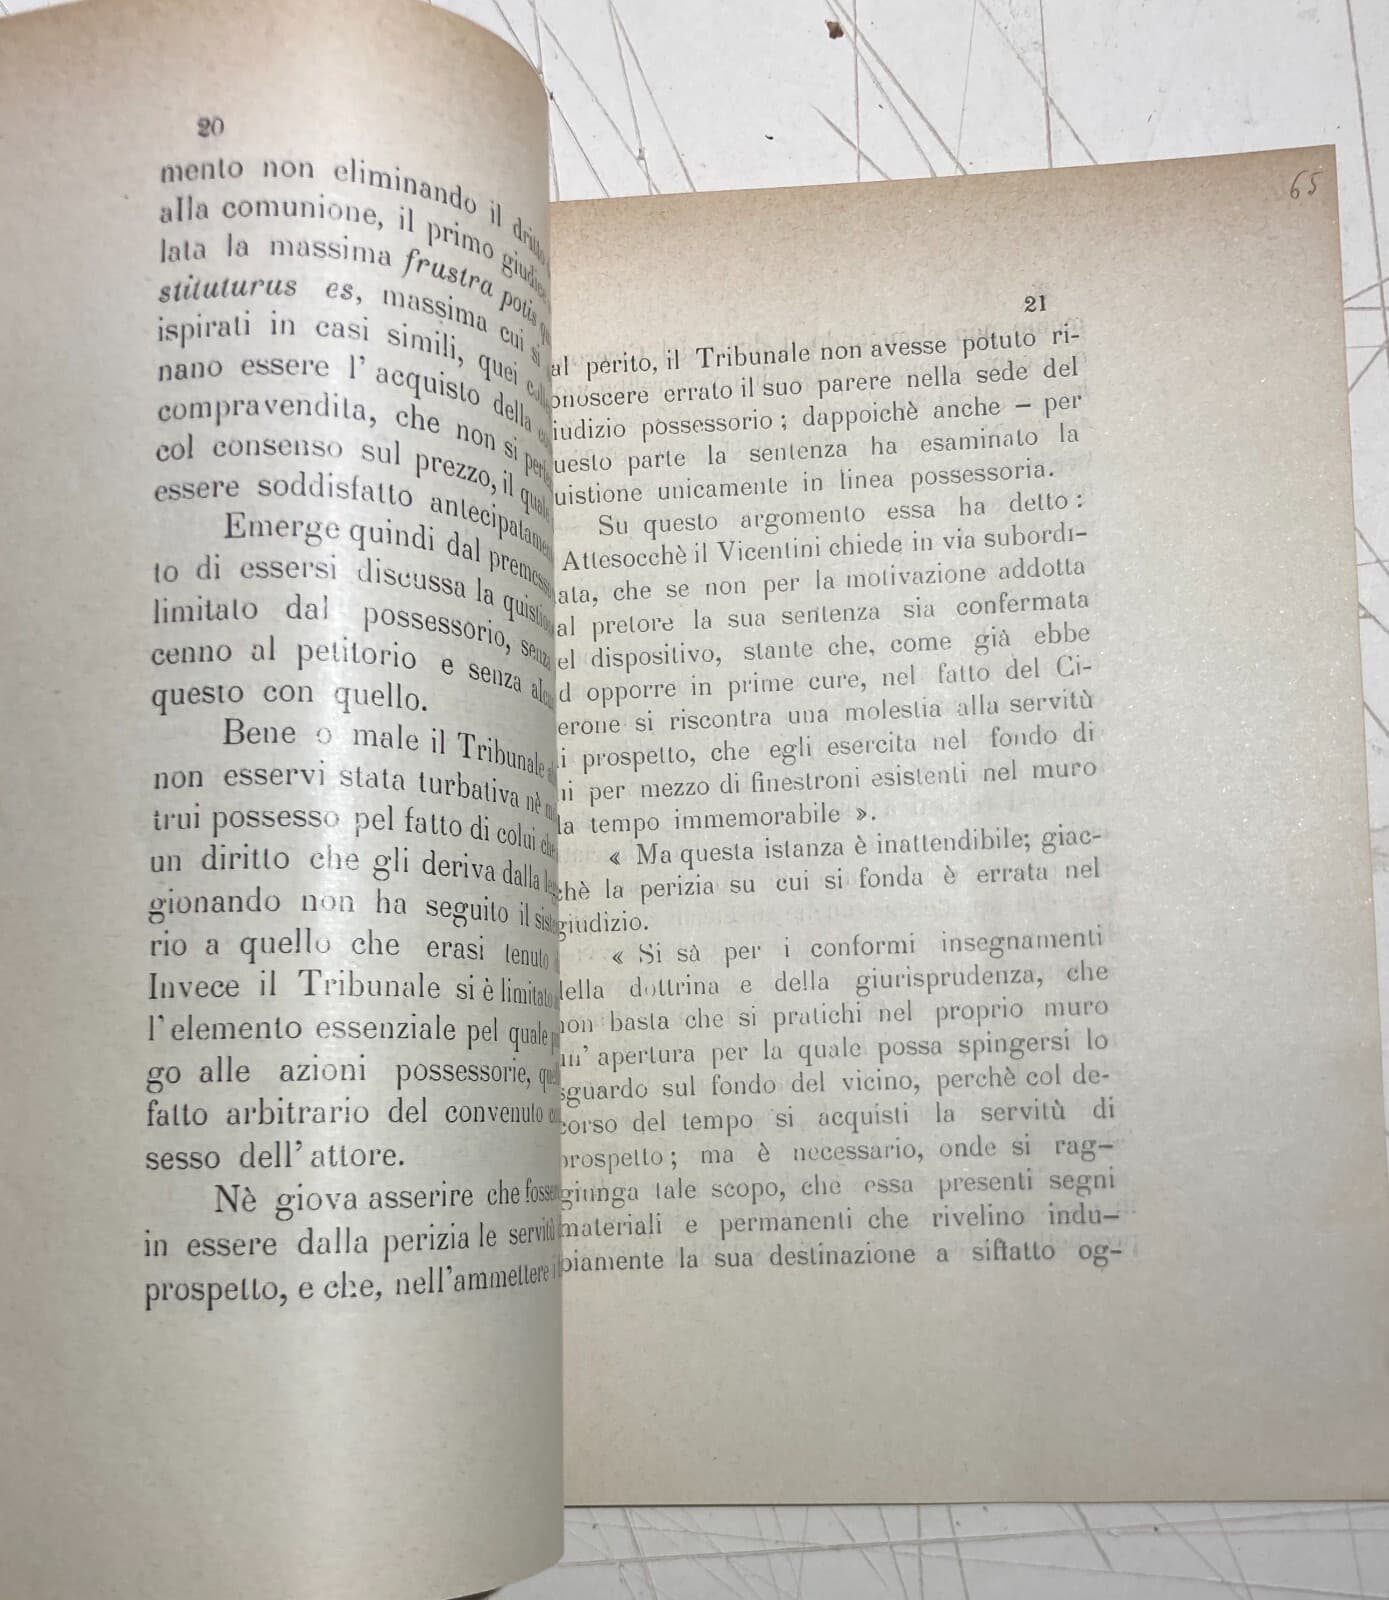 20
mento non eliminando il dritto
alla comunione, il primo giudice
lata la massima frustra potis
stituturus es, massima cui si
ispirati in casi simili, quei
nano essere l'acquisto della
compravendita, che non si
col consenso sul prezzo, il quale
essere soddisfatto antecipatamen
Emerge quindi dal premesso
to di essersi discussa la quistion
limitato dal possessorio, senza
cenno al petitorio e senza
questo con quello.
Bene o male il Tribunale
non esservi stata turbativa nè
trui possesso pel fatto di colui che
un diritto che gli deriva dalla
gionando non ha seguito il
rio a quello che erasi tenuto
Invece il Tribunale si è limitato
l'elemento essenziale pel quale
go alle azioni possessorie,
fatto arbitrario del convenuto
sesso dell'attore.
Nè giova asserire che
in essere dalla perizia le servitù
prospetto, e che, nell'ammettere
65
21
al perito, il Tribunale non avesse potuto ri-
onoscere errato il suo parere nella sede del
iudizio possessorio; dappoichè anche – per
uesto parte la sentenza ha esaminato la
uistione unicamente in linea possessoria.
Su questo argomento essa ha detto:
Attesocchè il Vicentini chiede in via subordi-
ata, che se non per la motivazione addotta
al pretore la sua sentenza sia confermata
el dispositivo, stante che, come già ebbe
d opporre in prime cure, nel fatto del Ci-
erone si riscontra una molestia alla servitù
i prospetto, che egli esercita nel fondo di
ui per mezzo di finestroni esistenti nel muro
la tempo immemorabile ».
« Ma questa istanza è inattendibile; giac-
chè la perizia su cui si fonda è errata nel
giudizio.
« Si sà per i conformi insegnamenti
lella dottrina e della giurisprudenza, che
non basta che si pratichi nel proprio muro
un' apertura per la quale possa spingersi lo
sguardo sul fondo del vicino, perchè col de-
corso del tempo si acquisti la servitù di
prospetto; ma è necessario, onde si rag-
giunga tale scopo, che essa presenti segni
materiali e permanenti che rivelino indu-
biamente la sua destinazione a siffatto og-